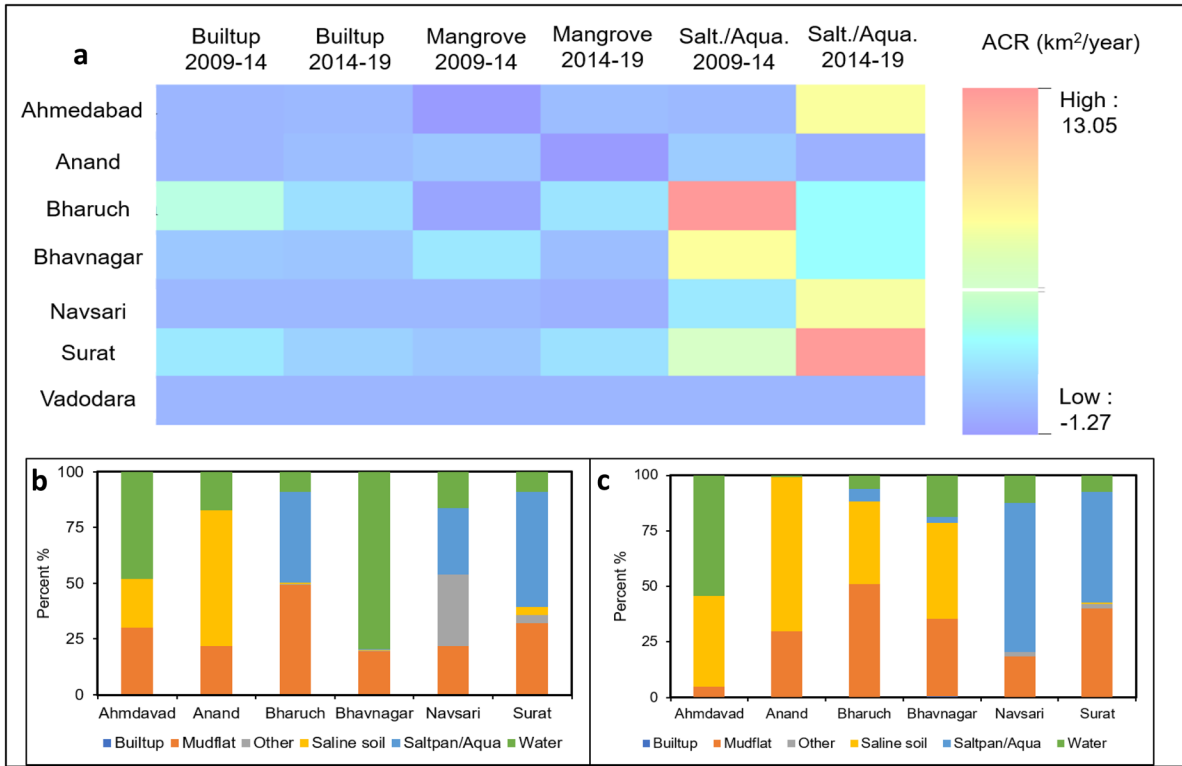 a
Builtup Builtup Mangrove Mangrove Salt./Aqua. Salt./Aqua.
2009-14 2014-19 2009-14 2014-19 2009-14 2014-19
ACR (km²/year)
High :
13.05
Low :
-1.27
Ahmedabad
Anand
Bharuch
Bhavnagar
Navsari
Surat
Vadodara
b
Percent %
100
75
50
25
0
Ahmdavad Anand Bharuch Bhavnagar Navsari Surat
Builtup Mudflat Other Saline soil Saltpan/Aqua Water
c
Percent %
100
75
50
25
0
Ahmdavad Anand Bharuch Bhavnagar Navsari Surat
Builtup Mudflat Other Saline soil Saltpan/Aqua Water